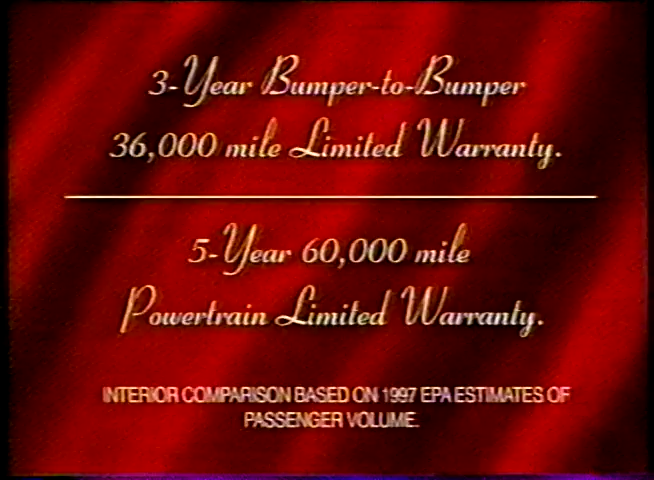 3-Year Bumper-to-Bumper
36,000 mile Limited Warranty.
5-Year 60,000 mile
Powertrain Limited Warranty.
INTERIOR COMPARISON BASED ON 1997 EPA ESTIMATES OF
PASSENGER VOLUME.